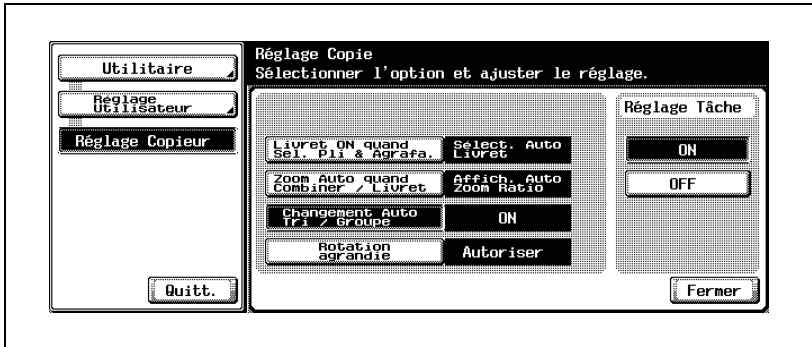 Utilitaire
Réglage
Utilisateur
Réglage Copieur
Quitt.
Réglage Copie
Sélectionner l'option et ajuster le réglage.
Livret ON quand
Sel. Pli & Agrafa.
Sélect. Auto
Livret
Zoom Auto quand
Combiner / Livret
Affich. Auto
Zoom Ratio
Changement Auto
Tri / Groupe
ON
Rotation
agrandie
Autoriser
Réglage Tâche
ON
OFF
Fermer